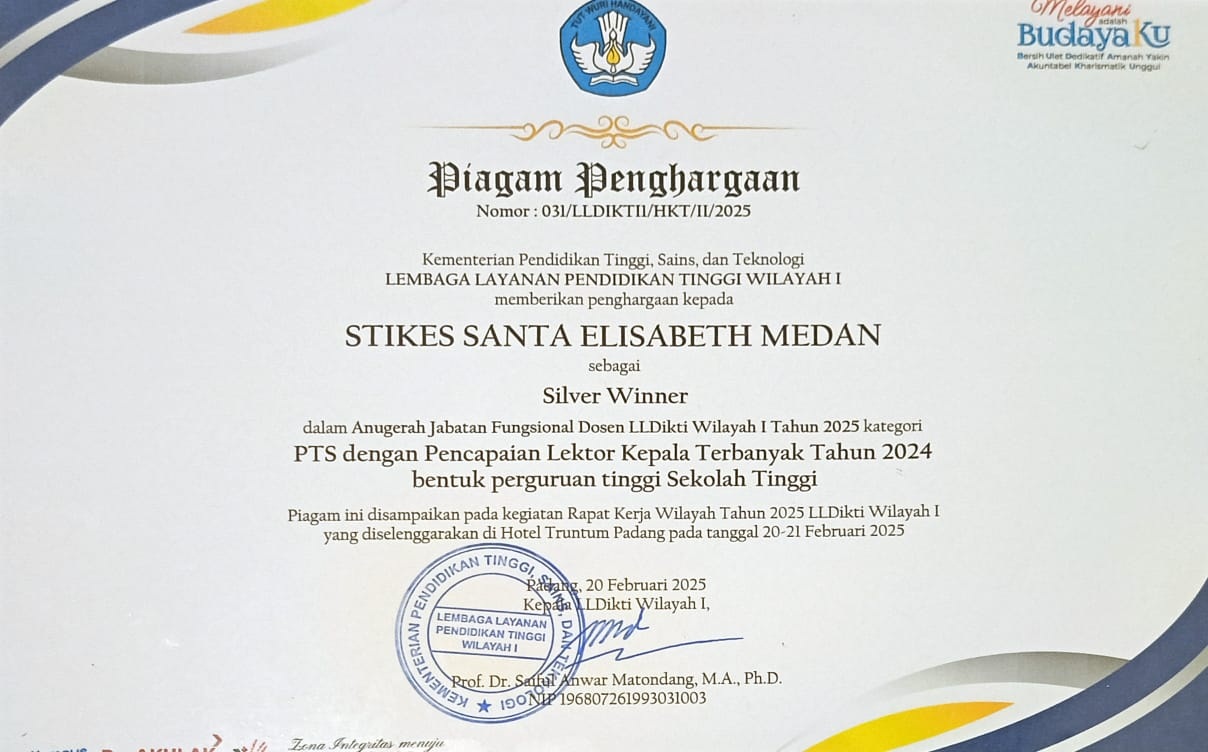 TUT WURI HANDAYANI
Melayani
adalah
BudayaKu
Bersih Ulet Dedikatif Amanah Yakin
Akuntabel Kharismatik Unggul
Piagam Penghargaan
Nomor : 031/LLDIKTI1/HKT/II/2025
Kementerian Pendidikan Tinggi, Sains, dan Teknologi
LEMBAGA LAYANAN PENDIDIKAN TINGGI WILAYAH I
memberikan penghargaan kepada
STIKES SANTA ELISABETH MEDAN
sebagai
Silver Winner
dalam Anugerah Jabatan Fungsional Dosen LLDikti Wilayah I Tahun 2025 kategori
PTS dengan Pencapaian Lektor Kepala Terbanyak Tahun 2024
bentuk perguruan tinggi Sekolah Tinggi
Piagam ini disampaikan pada kegiatan Rapat Kerja Wilayah Tahun 2025 LLDikti Wilayah I
yang diselenggarakan di Hotel Truntum Padang pada tanggal 20-21 Februari 2025
Padang, 20 Februari 2025
Kepala LLDikti Wilayah I,
KEMENTERIAN PENDIDIKAN TINGGI, SAINS, DAN TEKNOLOGI
LEMBAGA LAYANAN
PENDIDIKAN TINGGI
WILAYAH I
Prof. Dr. Saiful Anwar Matondang, M.A., Ph.D.
NIP 196807261993031003
Zona Integritas menuju